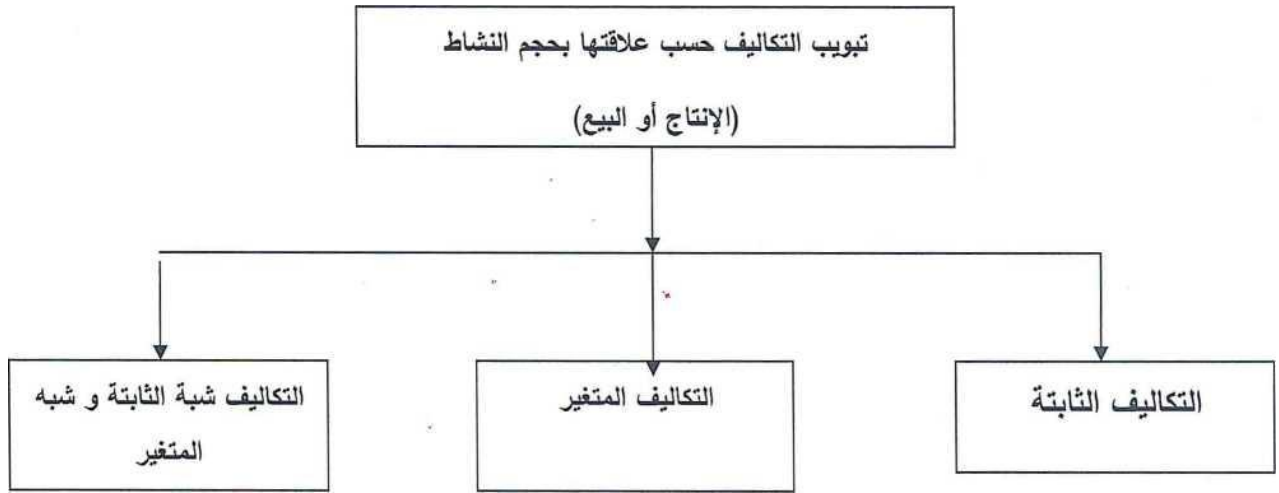 تبويب التكاليف حسب علاقتها بحجم النشاط
(الإنتاج أو البيع)
التكاليف الثابتة
التكاليف المتغير
التكاليف شبة الثابتة و شبه
المتغير